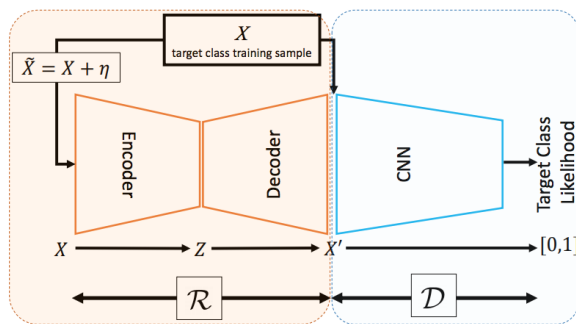 X
target class training sample
X̃ = X + η
Encoder
Decoder
CNN
Target Class
Likelihood
X
Z
X′
[0,1]
ℛ
𝒟